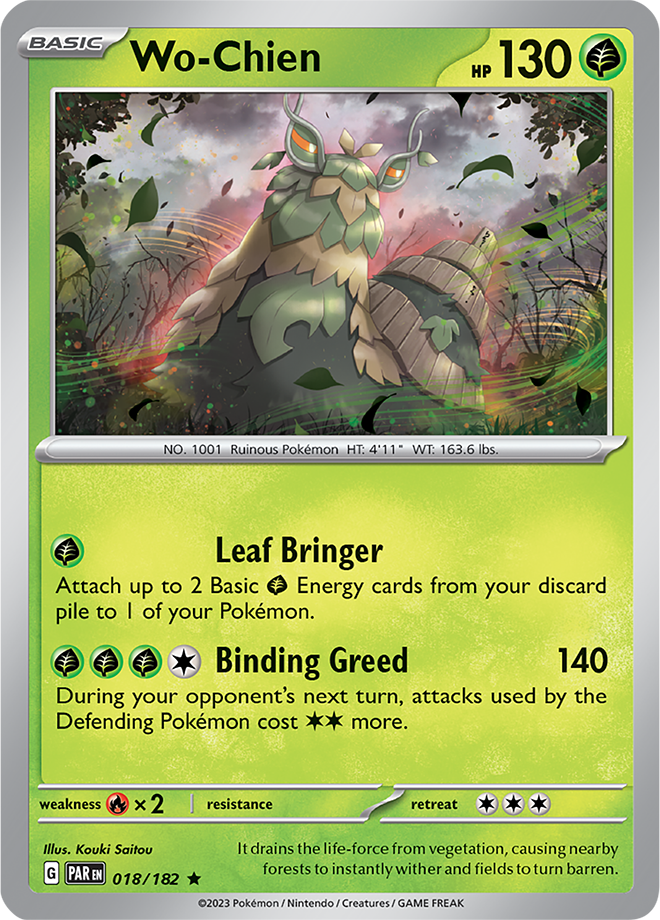 BASIC Wo-Chien HP 130
NO. 1001 Ruinous Pokémon HT: 4'11" WT: 163.6 lbs.
Leaf Bringer
Attach up to 2 Basic Energy cards from your discard
pile to 1 of your Pokémon.
Binding Greed 140
During your opponent's next turn, attacks used by the
Defending Pokémon cost more.
weakness ×2 resistance retreat
Illus. Kouki Saitou
It drains the life-force from vegetation, causing nearby
forests to instantly wither and fields to turn barren.
G PAR EN 018/182 ★
©2023 Pokémon / Nintendo / Creatures / GAME FREAK